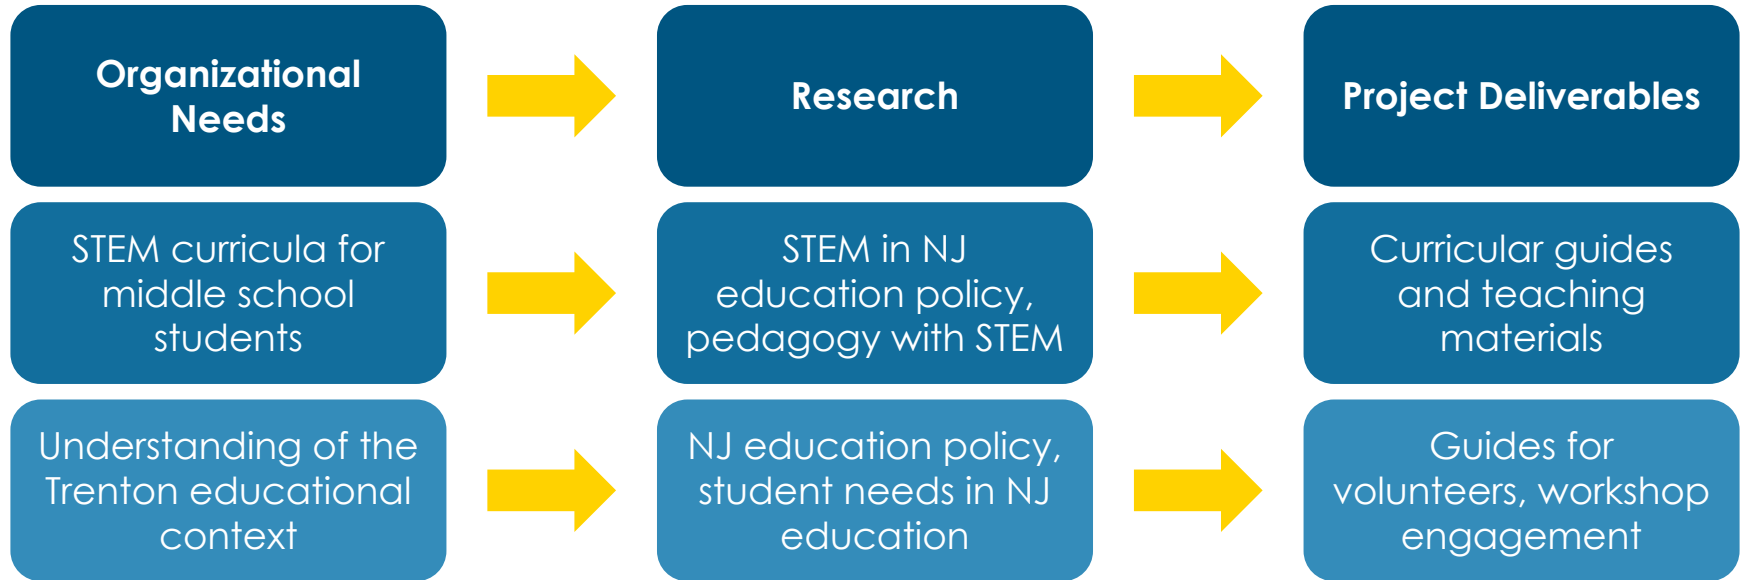 Organizational
Needs
Research
Project Deliverables
STEM curricula for
middle school
students
STEM in NJ
education policy,
pedagogy with STEM
Curricular guides
and teaching
materials
Understanding of the
Trenton educational
context
NJ education policy,
student needs in NJ
education
Guides for
volunteers, workshop
engagement